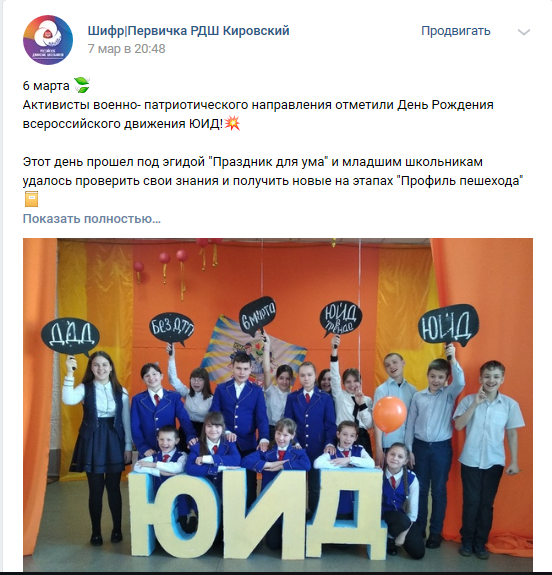 Шифр|Первичка РДШ Кировский
Продвигать
7 мар в 20:48
6 марта
Активисты военно- патриотического направления отметили День Рождения
всероссийского движения ЮИД!
Этот день прошел под эгидой "Праздник для ума" и младшим школьникам
удалось проверить свои знания и получить новые на этапах "Профиль пешехода"
Показать полностью...
ДДД
Без ДТП
6 марта
ЮИД
в тренде
ЮИД
ЮИД